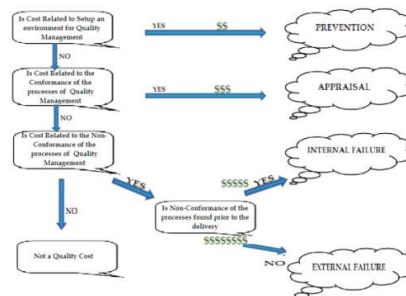 Is Cost Related to Setup an
environment for Quality
Management
YES
$$
PREVENTION
NO
Is Cost Related to the
Conformance of the
processes of Quality
Management
YES
$$$
APPRAISAL
NO
Is Cost Related to the Non-
Conformance of the
processes of Quality
Management
YES
$$$$$
YES
INTERNAL FAILURE
NO
Is Non-Conformance of the
processes found prior to the
delivery
$$$$$$$$
NO
Not a Quality Cost
EXTERNAL FAILURE